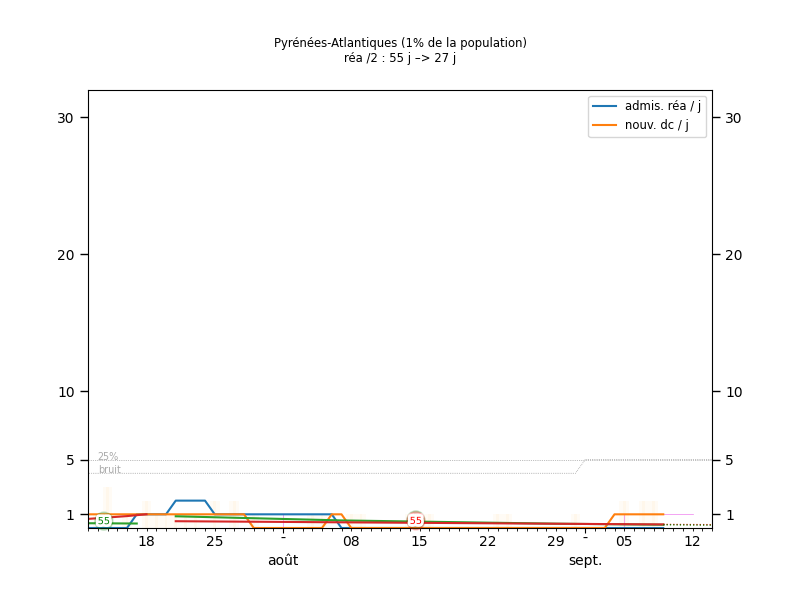 Pyrénées-Atlantiques (1% de la population)
réa /2 : 55 j –> 27 j
admis. réa / j
nouv. dc / j
30 30
20 20
10 10
5 5
1 1
25%
bruit
55 55
18 25 - 08 15 22 29 - 05 12
août sept.